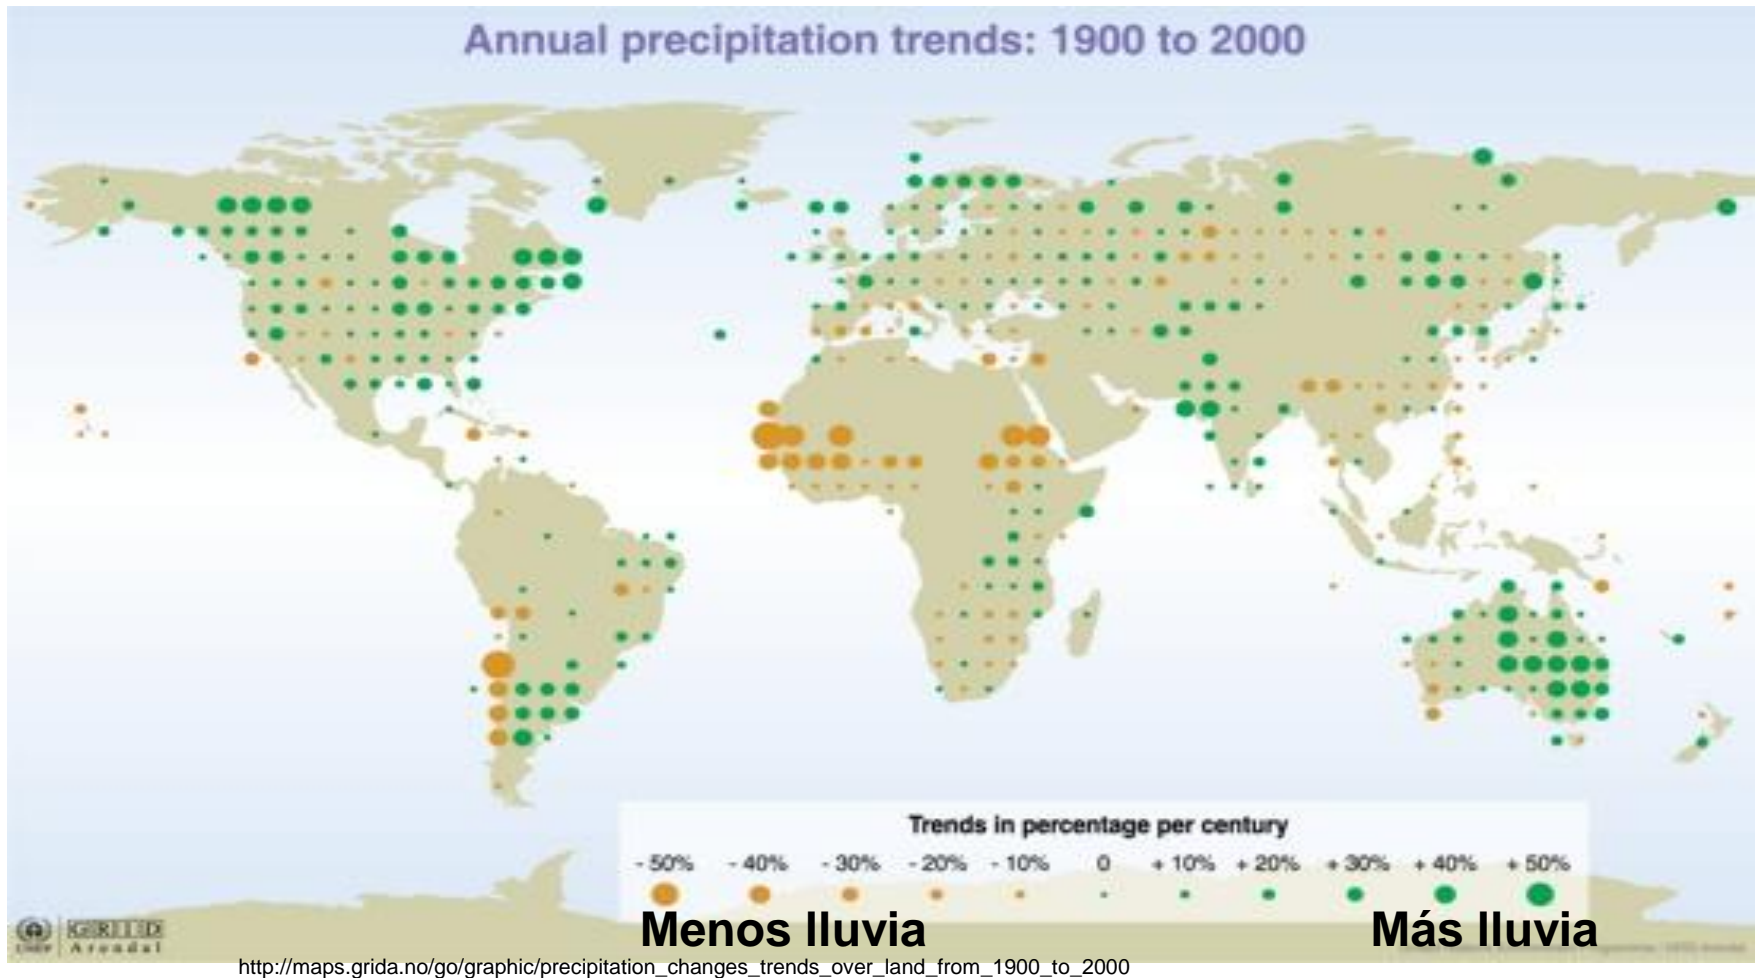 Annual precipitation trends: 1900 to 2000
Trends in percentage per century
- 50% - 40% - 30% - 20% - 10% 0 + 10% + 20% + 30% + 40% + 50%
Menos lluvia Más lluvia
UNEP GRID
Arendal
http://maps.grida.no/go/graphic/precipitation_changes_trends_over_land_from_1900_to_2000